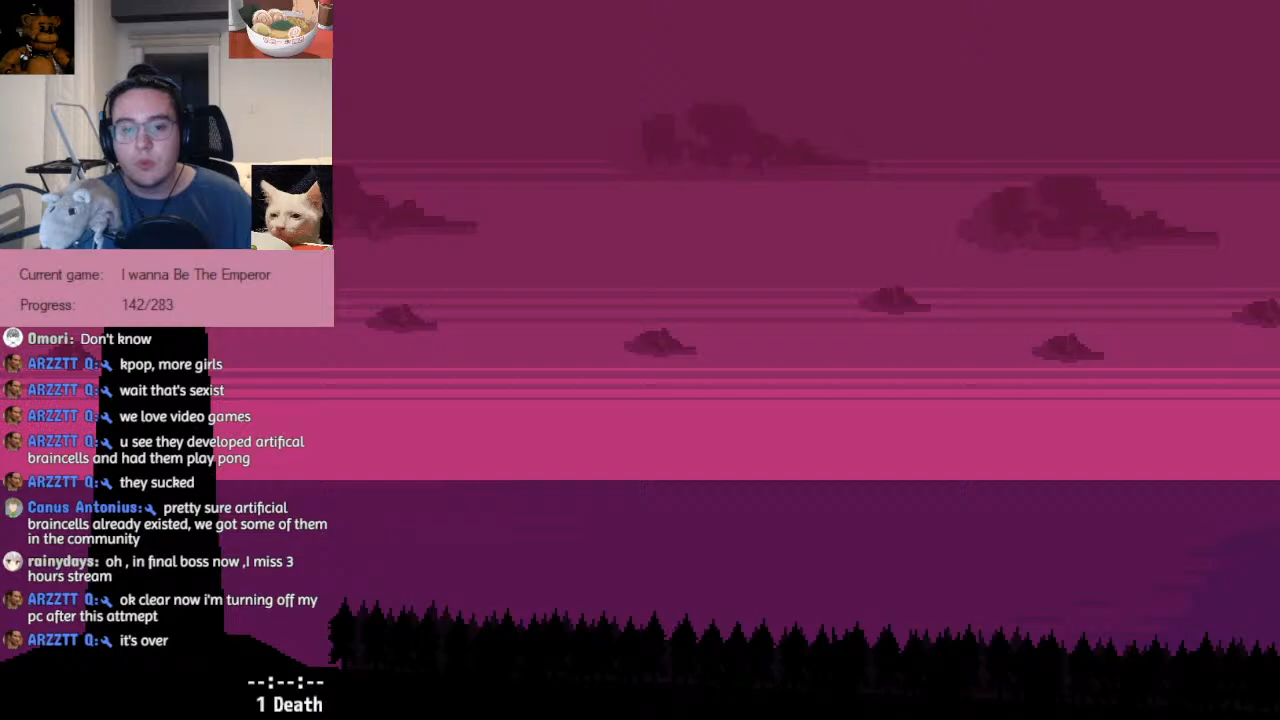 Current game: I wanna Be The Emperor
Progress: 142/283
Omori: Don't know
ARZZTT Q: kpop, more girls
ARZZTT Q: wait that's sexist
ARZZTT Q: we love video games
ARZZTT Q: u see they developed artifical
braincells and had them play pong
ARZZTT Q: they sucked
Canus Antonius: pretty sure artificial
braincells already existed, we got some of them
in the community
rainydays: oh , in final boss now ,I miss 3
hours stream
ARZZTT Q: ok clear now i'm turning off my
pc after this attmept
ARZZTT Q: it's over
--:--:--
1 Death